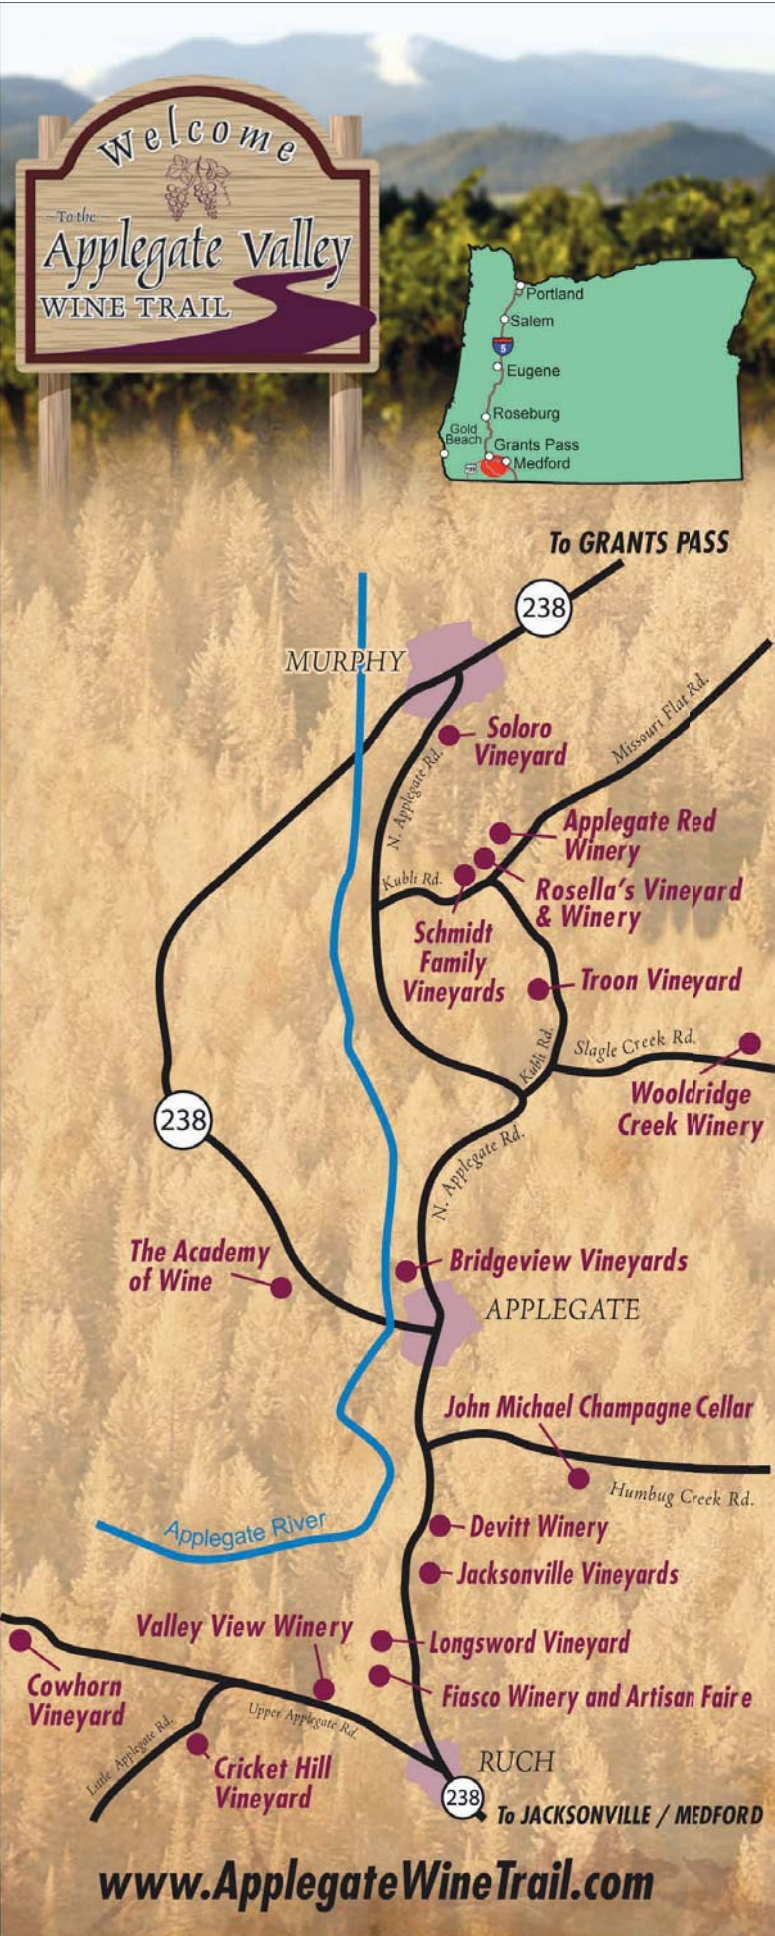 Welcome
To the
Applegate Valley
WINE TRAIL
Portland
Salem
5
Eugene
Roseburg
Gold
Beach
Grants Pass
Medford
199
To GRANTS PASS
238
MURPHY
Soloro
Vineyard
Missouri Flat Rd.
N. Applegate Rd.
Applegate Red
Winery
Kubli Rd.
Rosella's Vineyard
& Winery
Schmidt
Family
Vineyards
Troon Vineyard
Kubli Rd.
Slagle Creek Rd.
Wooldridge
Creek Winery
238
N. Applegate Rd.
The Academy
of Wine
Bridgeview Vineyards
APPLEGATE
John Michael Champagne Cellar
Humbug Creek Rd.
Applegate River
Devitt Winery
Jacksonville Vineyards
Valley View Winery
Longsword Vineyard
Cowhorn
Vineyard
Fiasco Winery and Artisan Faire
Upper Applegate Rd.
Little Applegate Rd.
Cricket Hill
Vineyard
RUCH
238
To JACKSONVILLE / MEDFORD
www.ApplegateWineTrail.com